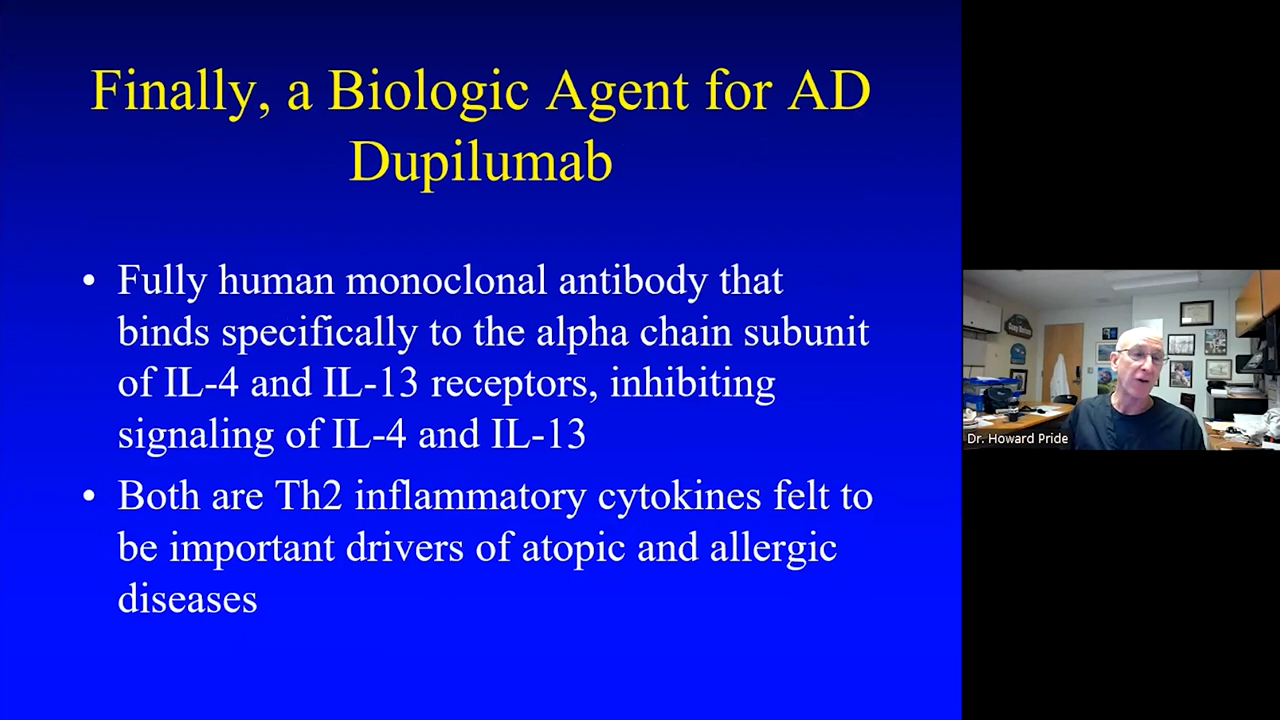 Finally, a Biologic Agent for AD
Dupilumab
• Fully human monoclonal antibody that
binds specifically to the alpha chain subunit
of IL-4 and IL-13 receptors, inhibiting
signaling of IL-4 and IL-13
• Both are Th2 inflammatory cytokines felt to
be important drivers of atopic and allergic
diseases
Dr. Howard Pride